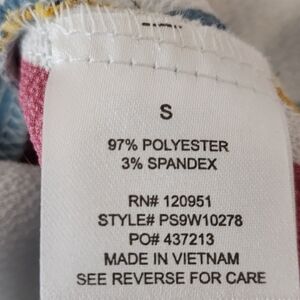 S
97% POLYESTER
3% SPANDEX
RN# 120951
STYLE# PS9W10278
PO# 437213
MADE IN VIETNAM
SEE REVERSE FOR CARE